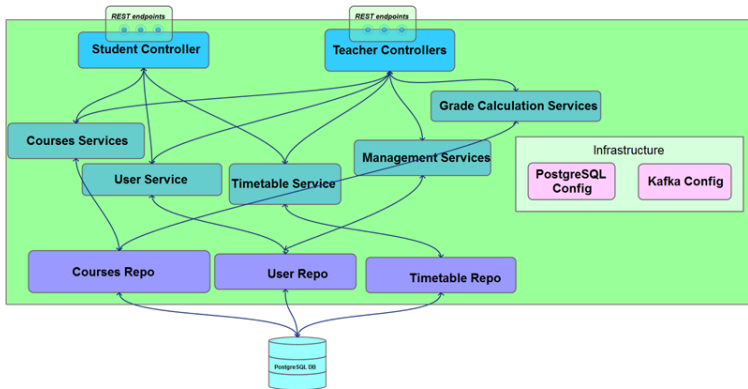 REST endpoints
REST endpoints
Student Controller
Teacher Controllers
Grade Calculation Services
Courses Services
User Service
Timetable Service
Management Services
Infrastructure
PostgreSQL
Config
Kafka Config
Courses Repo
User Repo
Timetable Repo
PostgreSQL DB